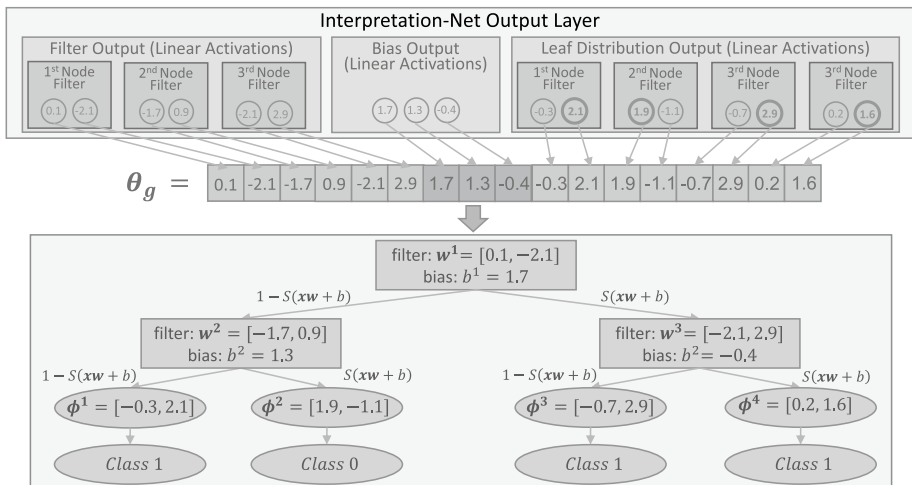 Interpretation-Net Output Layer
Filter Output (Linear Activations)
1st Node Filter
0.1 -2.1
2nd Node Filter
-1.7 0.9
3rd Node Filter
-2.1 2.9
Bias Output (Linear Activations)
1.7 1.3 -0.4
Leaf Distribution Output (Linear Activations)
1st Node Filter
-0.3 2.1
2nd Node Filter
1.9 -1.1
3rd Node Filter
-0.7 2.9
3rd Node Filter
0.2 1.6
θ_g = 0.1 -2.1 -1.7 0.9 -2.1 2.9 1.7 1.3 -0.4 -0.3 2.1 1.9 -1.1 -0.7 2.9 0.2 1.6
filter: w¹= [0.1, −2.1]
bias: b¹ = 1.7
1 − S(xw + b)
S(xw + b)
filter: w² = [−1.7, 0.9]
bias: b² = 1.3
filter: w³ = [−2.1, 2.9]
bias: b²= −0.4
1 − S(xw + b)
S(xw + b)
1 − S(xw + b)
S(xw + b)
ϕ¹ = [−0.3, 2.1]
ϕ² = [1.9, −1.1]
ϕ³ = [−0.7, 2.9]
ϕ⁴ = [0.2, 1.6]
Class 1
Class 0
Class 1
Class 1